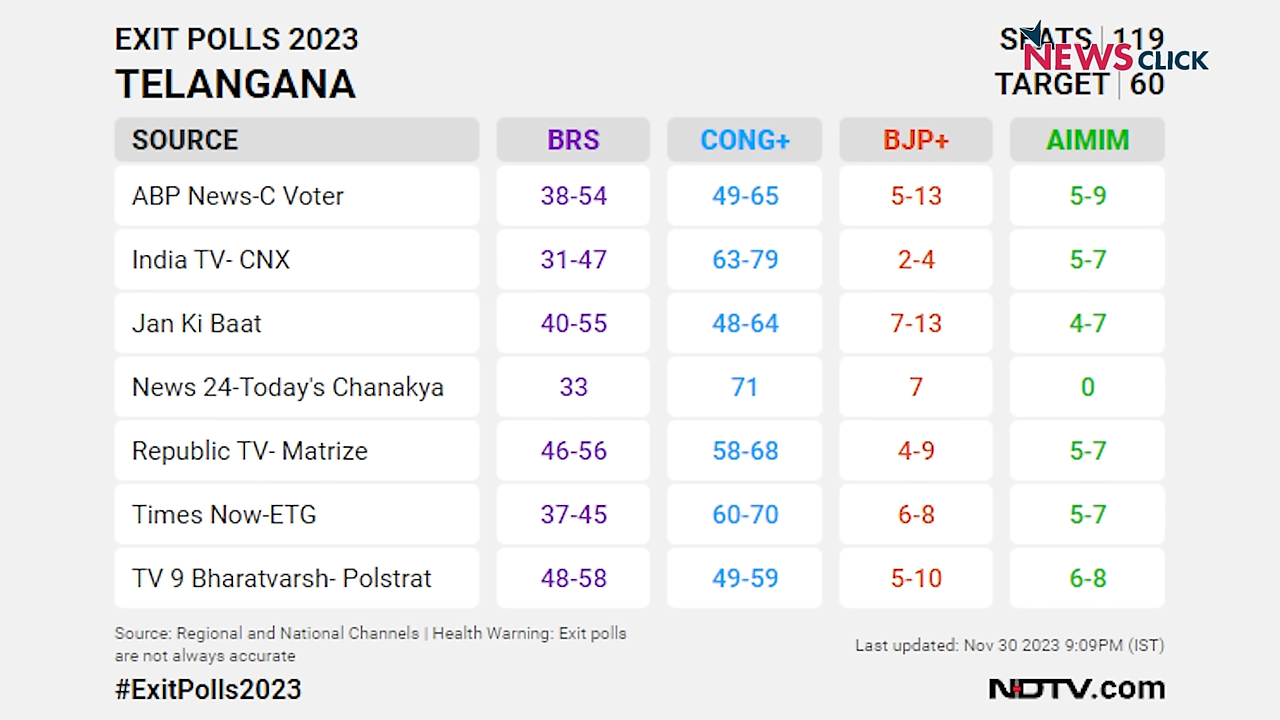 EXIT POLLS 2023
TELANGANA
SEATS | 119
TARGET | 60
NEWSCLICK
SOURCE BRS CONG+ BJP+ AIMIM
ABP News-C Voter 38-54 49-65 5-13 5-9
India TV- CNX 31-47 63-79 2-4 5-7
Jan Ki Baat 40-55 48-64 7-13 4-7
News 24-Today's Chanakya 33 71 7 0
Republic TV- Matrize 46-56 58-68 4-9 5-7
Times Now-ETG 37-45 60-70 6-8 5-7
TV 9 Bharatvarsh- Polstrat 48-58 49-59 5-10 6-8
Source: Regional and National Channels | Health Warning: Exit polls
are not always accurate
Last updated: Nov 30 2023 9:09PM (IST)
#ExitPolls2023
NDTV.com